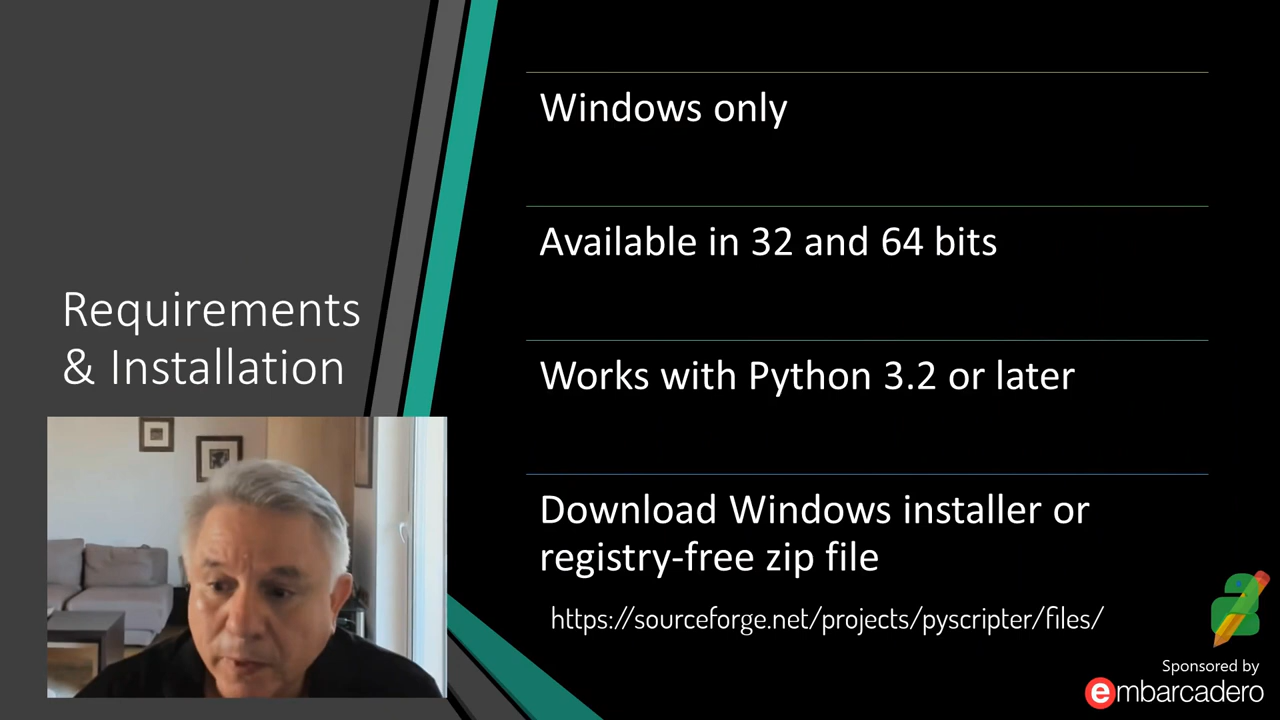 Requirements
& Installation
Windows only
Available in 32 and 64 bits
Works with Python 3.2 or later
Download Windows installer or
registry-free zip file
https://sourceforge.net/projects/pyscripter/files/
Sponsored by
embarcadero